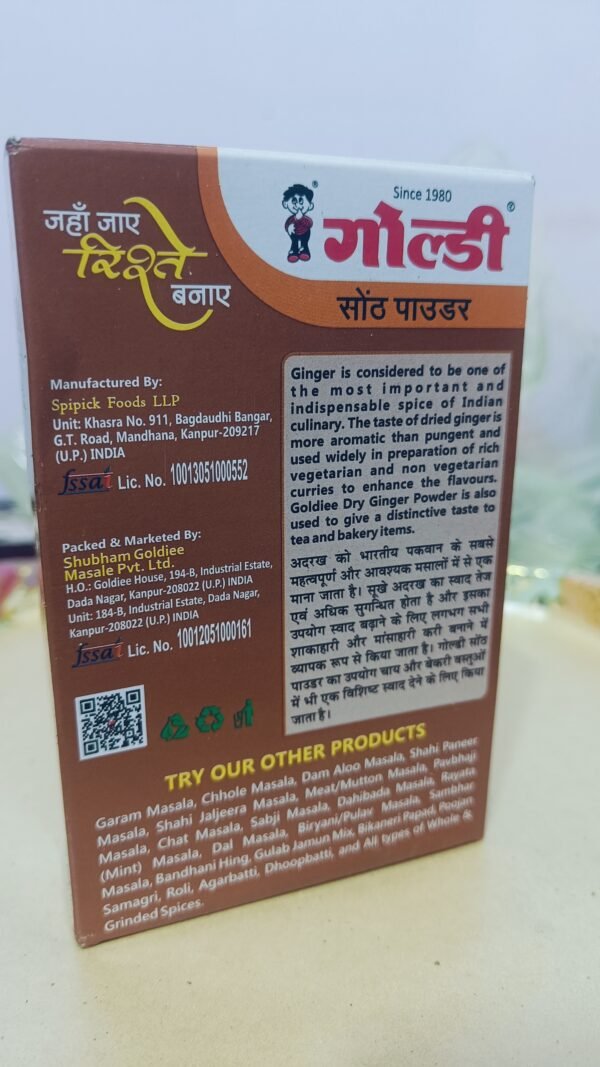 जहाँ जाए
रिश्ते
बनाए
Since 1980
गोल्डी
सोंठ पाउडर
Manufactured By:
Spipick Foods LLP
Unit: Khasra No. 911, Bagdaudhi Bangar,
G.T. Road, Mandhana, Kanpur-209217
(U.P.) INDIA
fssai Lic. No. 10013051000552
Packed & Marketed By:
Shubham Goldiee
Masale Pvt. Ltd.
H.O.: Goldiee House, 194-B, Industrial Estate,
Dada Nagar, Kanpur-208022 (U.P.) INDIA
Unit: 184-B, Industrial Estate, Dada Nagar,
Kanpur-208022 (U.P.) INDIA
fssai Lic. No. 10012051000161
Ginger is considered to be one of
the most important and
indispensable spice of Indian
culinary. The taste of dried ginger is
more aromatic than pungent and
used widely in preparation of rich
vegetarian and non vegetarian
curries to enhance the flavours.
Goldiee Dry Ginger Powder is also
used to give a distinctive taste to
tea and bakery items.
अदरख को भारतीय पकवान के सबसे
महत्वपूर्ण और आवश्यक मसालों में से एक
माना जाता है। सूखे अदरख का स्वाद तेज
एवं अधिक सुगन्धित होता है और इसका
उपयोग स्वाद बढ़ाने के लिए लगभग सभी
शाकाहारी और मांसाहारी करी बनाने में
व्यापक रूप से किया जाता है। गोल्डी सोंठ
पाउडर का उपयोग चाय और बेकरी वस्तुओं
में भी एक विशिष्ट स्वाद देने के लिए किया
जाता है।
TRY OUR OTHER PRODUCTS
Garam Masala, Chhole Masala, Dam Aloo Masala, Shahi Paneer
Masala, Shahi Jaljeera Masala, Meat/Mutton Masala, Pavbhaji
Masala, Chat Masala, Sabji Masala, Dahibada Masala, Rayata
(Mint) Masala, Dal Masala, Biryani/Pulav Masala, Sambhar
Masala, Bandhani Hing, Gulab Jamun Mix, Bikaneri Papad, Poojan
Samagri, Roli, Agarbatti, Dhoopbatti, and All types of Whole &
Grinded Spices.